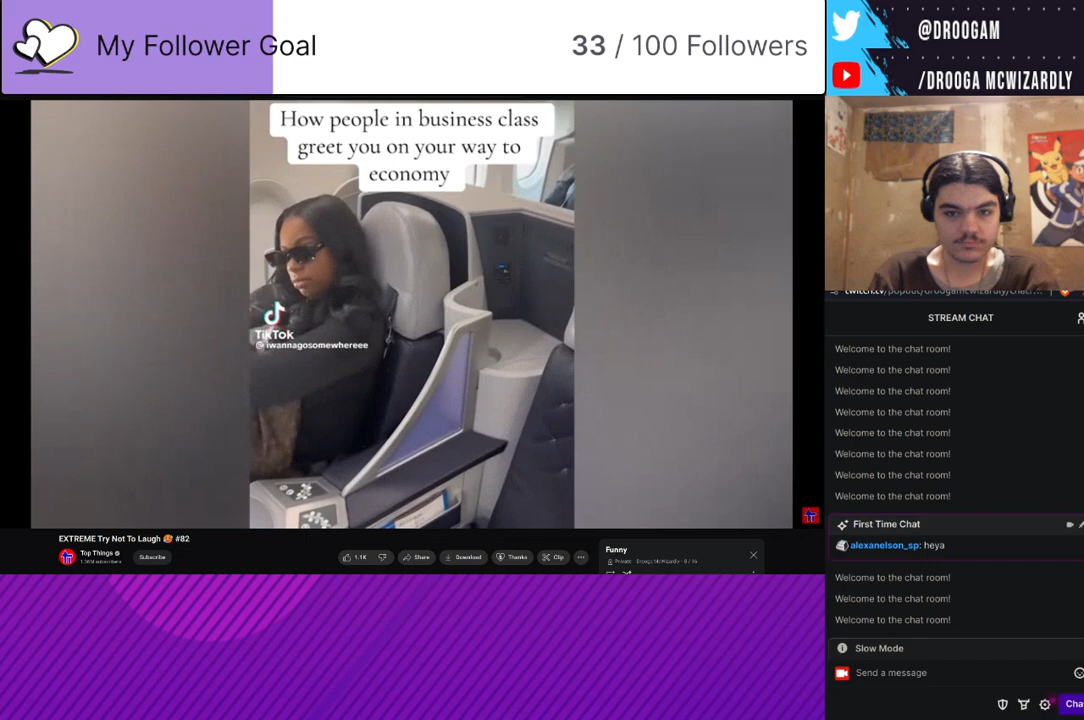 My Follower Goal
33 / 100 Followers
@DROOGAM
/DROOGA MCWIZARDLY
How people in business class
greet you on your way to
economy
TikTok
@iwannagosomewhereee
STREAM CHAT
Welcome to the chat room!
Welcome to the chat room!
Welcome to the chat room!
Welcome to the chat room!
Welcome to the chat room!
Welcome to the chat room!
Welcome to the chat room!
Welcome to the chat room!
First Time Chat
alexanelson_sp: heya
Welcome to the chat room!
Welcome to the chat room!
Welcome to the chat room!
Slow Mode
Send a message
Cha
EXTREME Try Not To Laugh 🥵 #82
Top Things
Subscribe
1.1K
Share
Download
Thanks
Clip
Funny
Private